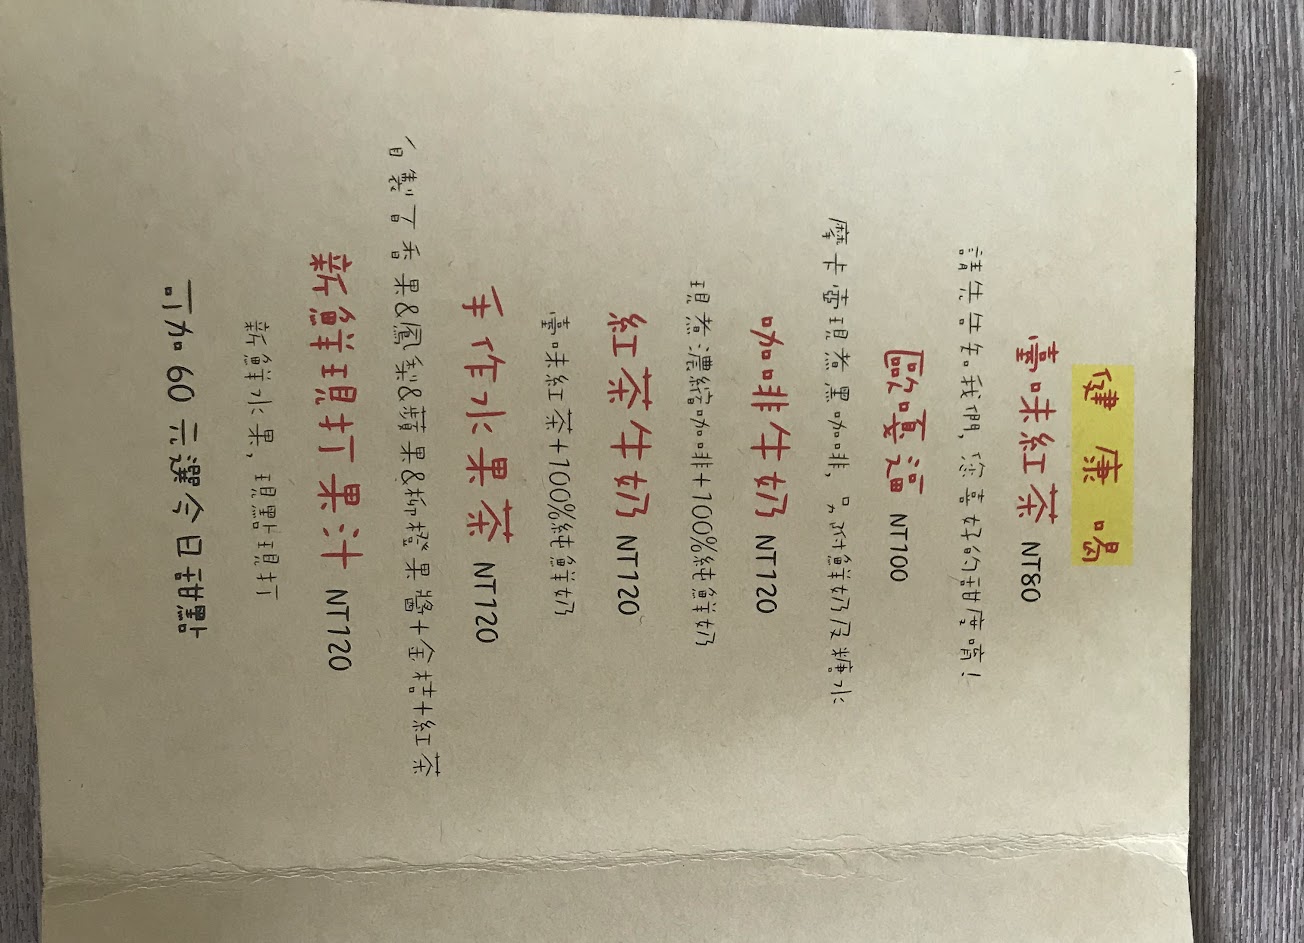 健康喝
臺味紅茶 NT80
請先告知我們,您喜好的甜度唷!
歐嘉福 NT100
摩卡壺現煮黑咖啡,另附鮮奶及糖水
咖啡牛奶 NT120
現煮濃縮咖啡+100%純鮮奶
紅茶牛奶 NT120
臺味紅茶+100%純鮮奶
手作水果茶 NT120
自製百香果&鳳梨&蘋果&柳橙果醬+金桔+紅茶
新鮮現打果汁 NT120
新鮮水果,現點現打
可加60元選今日甜點